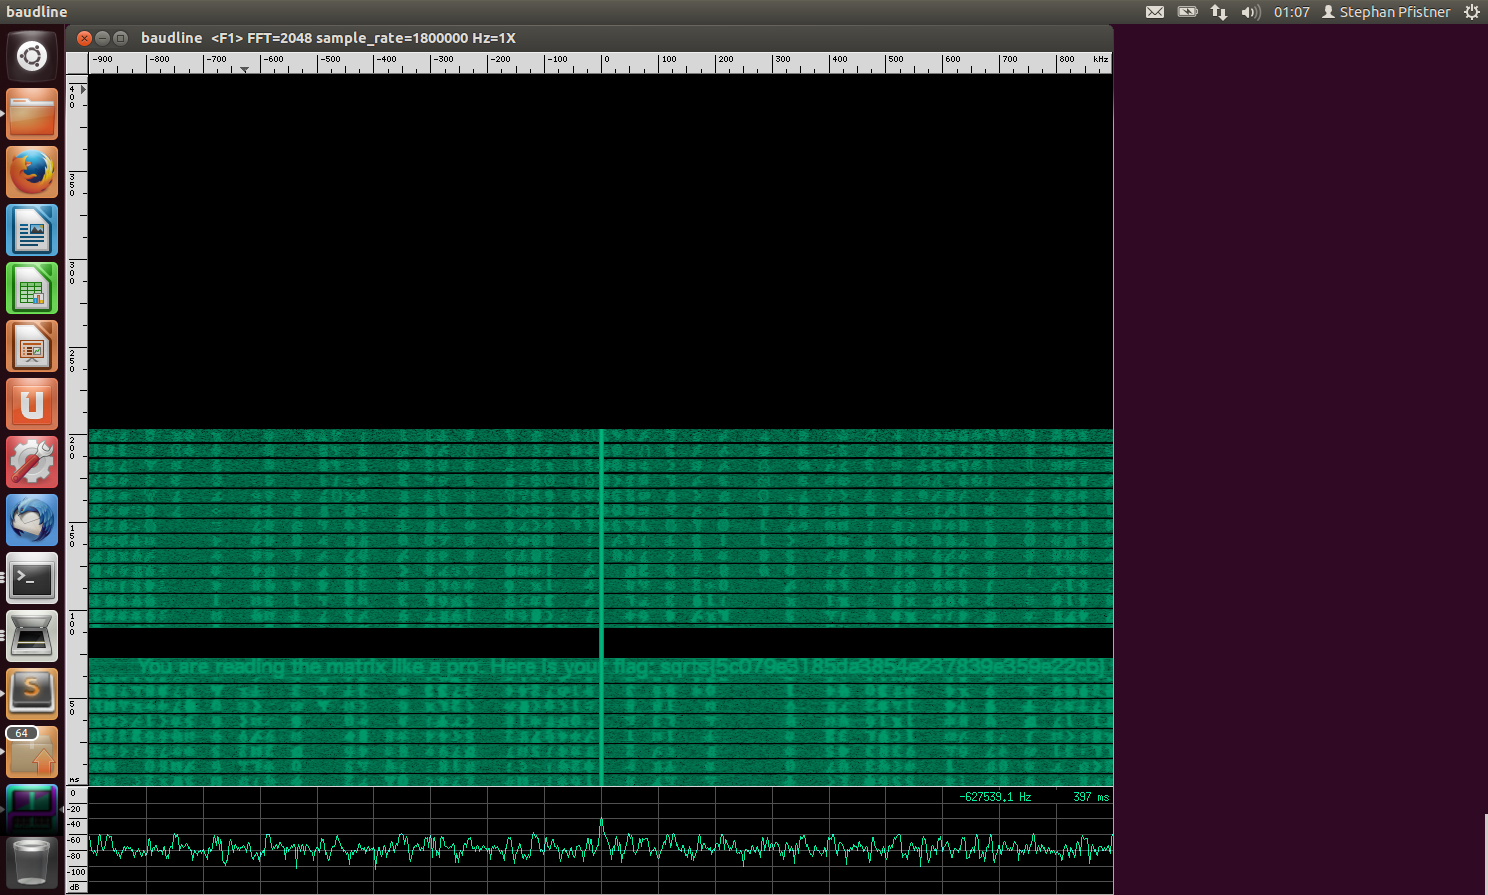 baudline
01:07 Stephan Pfistner
baudline <F1> FFT=2048 sample_rate=1800000 Hz=1X
-900 -800 -700 -600 -500 -400 -300 -200 -100 0 100 200 300 400 500 600 700 800 kHz
400
350
300
250
200
150
100
You are reading the matrix like a pro. Here is your flag:
50
ms
64
0
-627539.1 Hz 397 ms
-20
-40
-60
-80
-100
dB